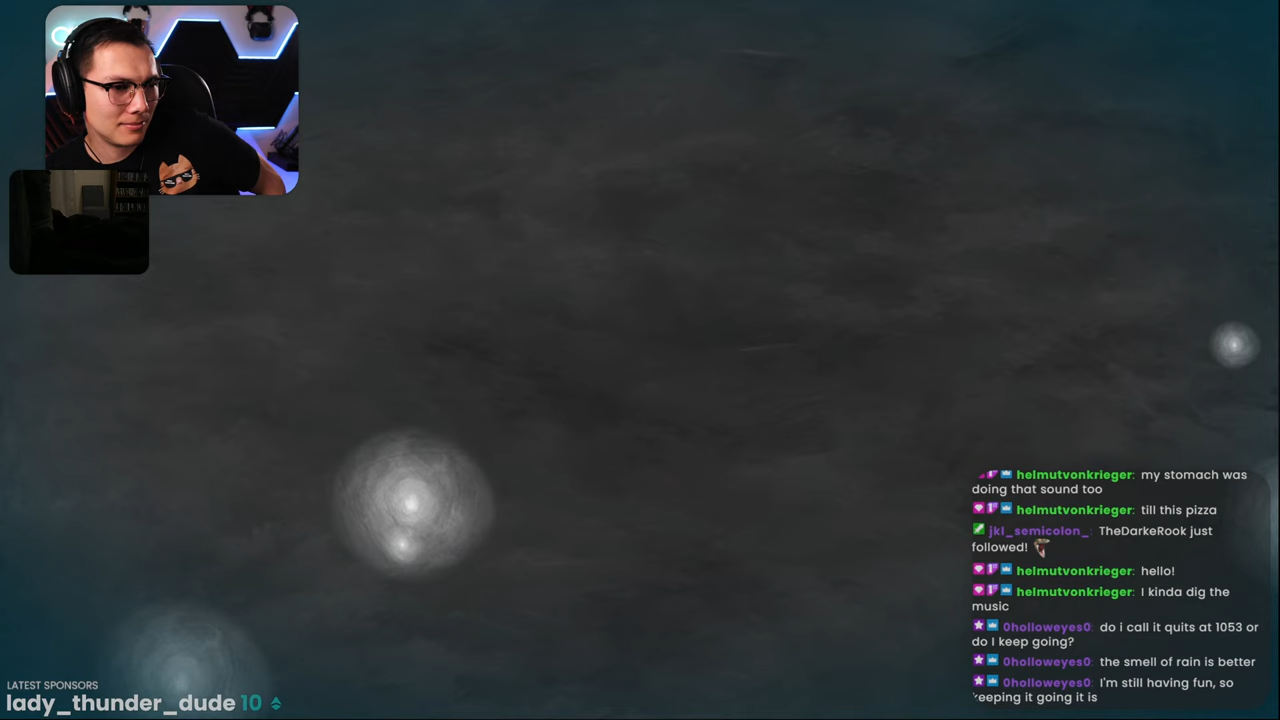 helmutvonkrieger: my stomach was
doing that sound too
helmutvonkrieger: till this pizza
jkl_semicolon_: TheDarkeRook just
followed!
helmutvonkrieger: hello!
helmutvonkrieger: I kinda dig the
music
0holloweyes0: do i call it quits at 1053 or
do I keep going?
0holloweyes0: the smell of rain is better
0holloweyes0: I'm still having fun, so
keeping it going it is
LATEST SPONSORS
lady_thunder_dude 10